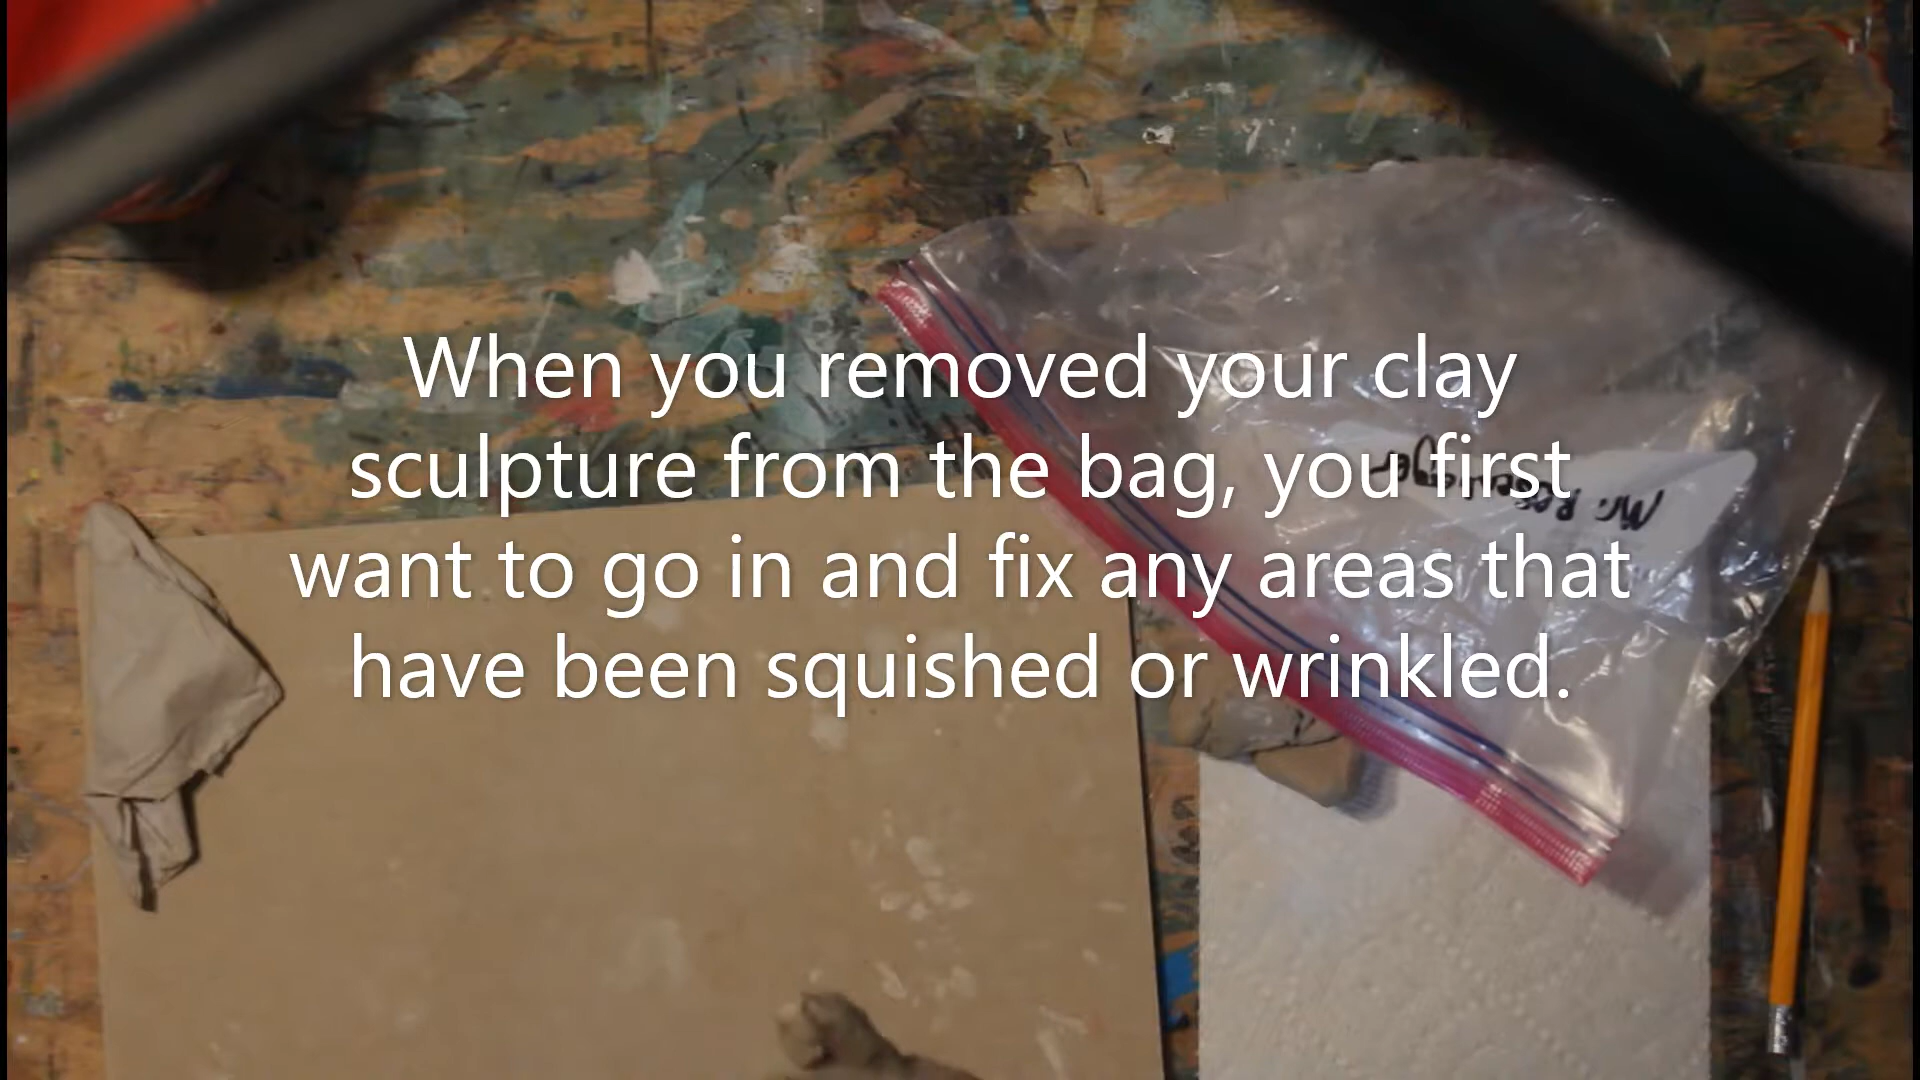 When you removed your clay
sculpture from the bag, you first
want to go in and fix any areas that
have been squished or wrinkled.
Mr.